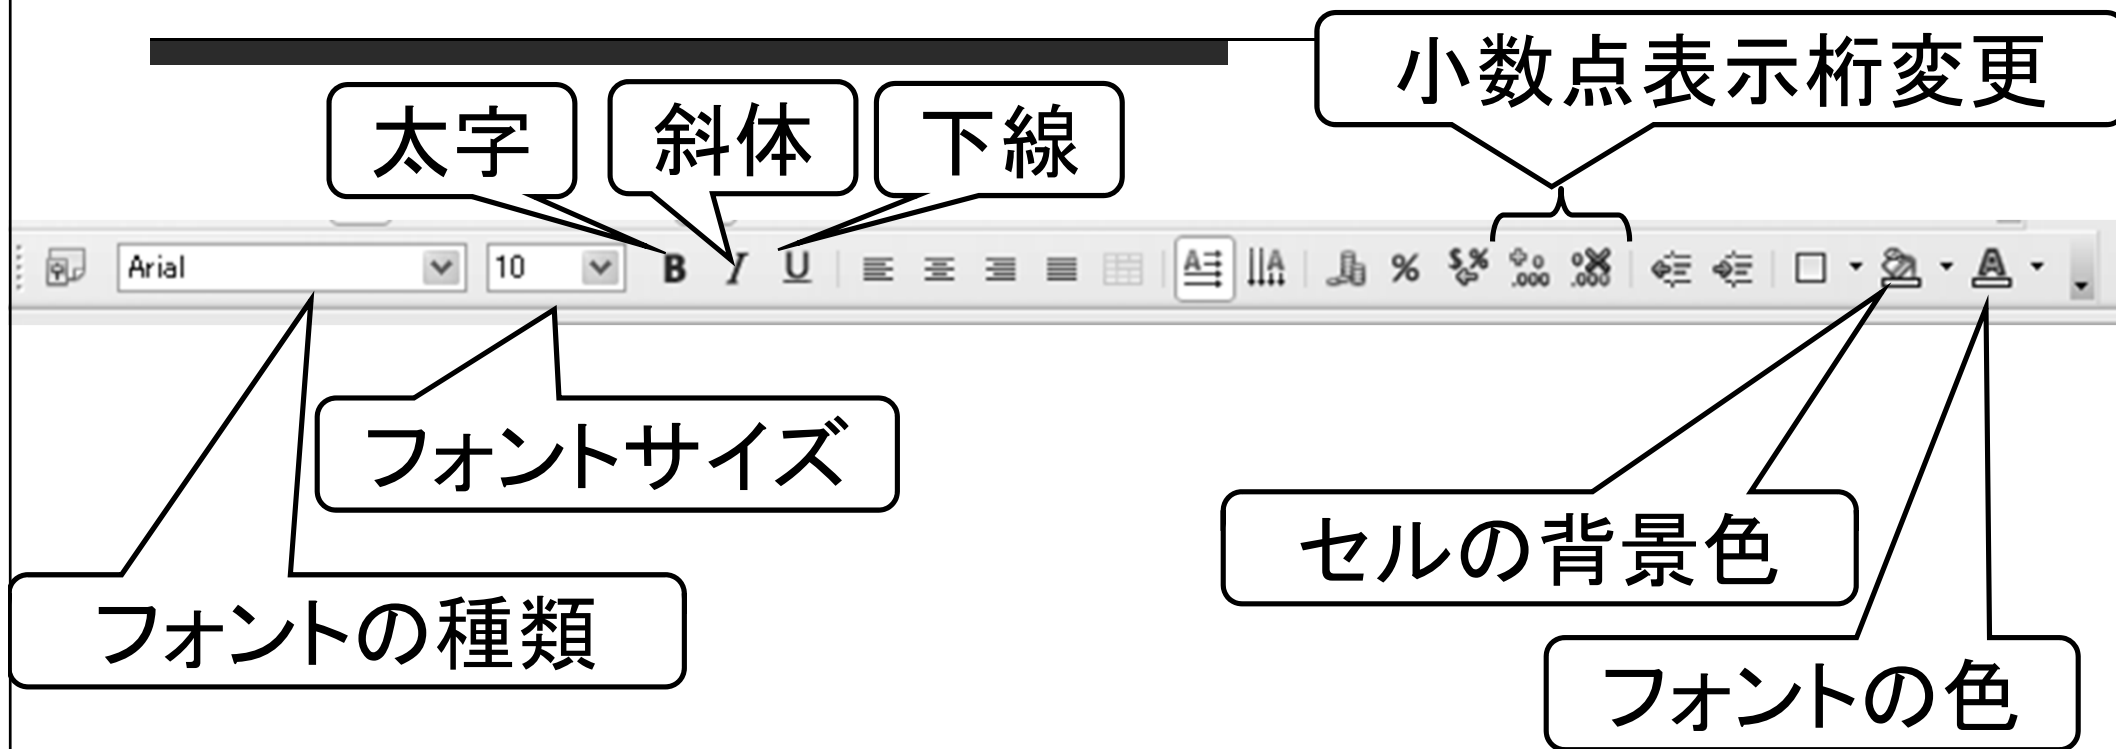 小数点表示桁変更
太字 斜体 下線
Arial 10 B I U A A % $ % .000 .000 A
フォントサイズ
セルの背景色
フォントの種類
フォントの色